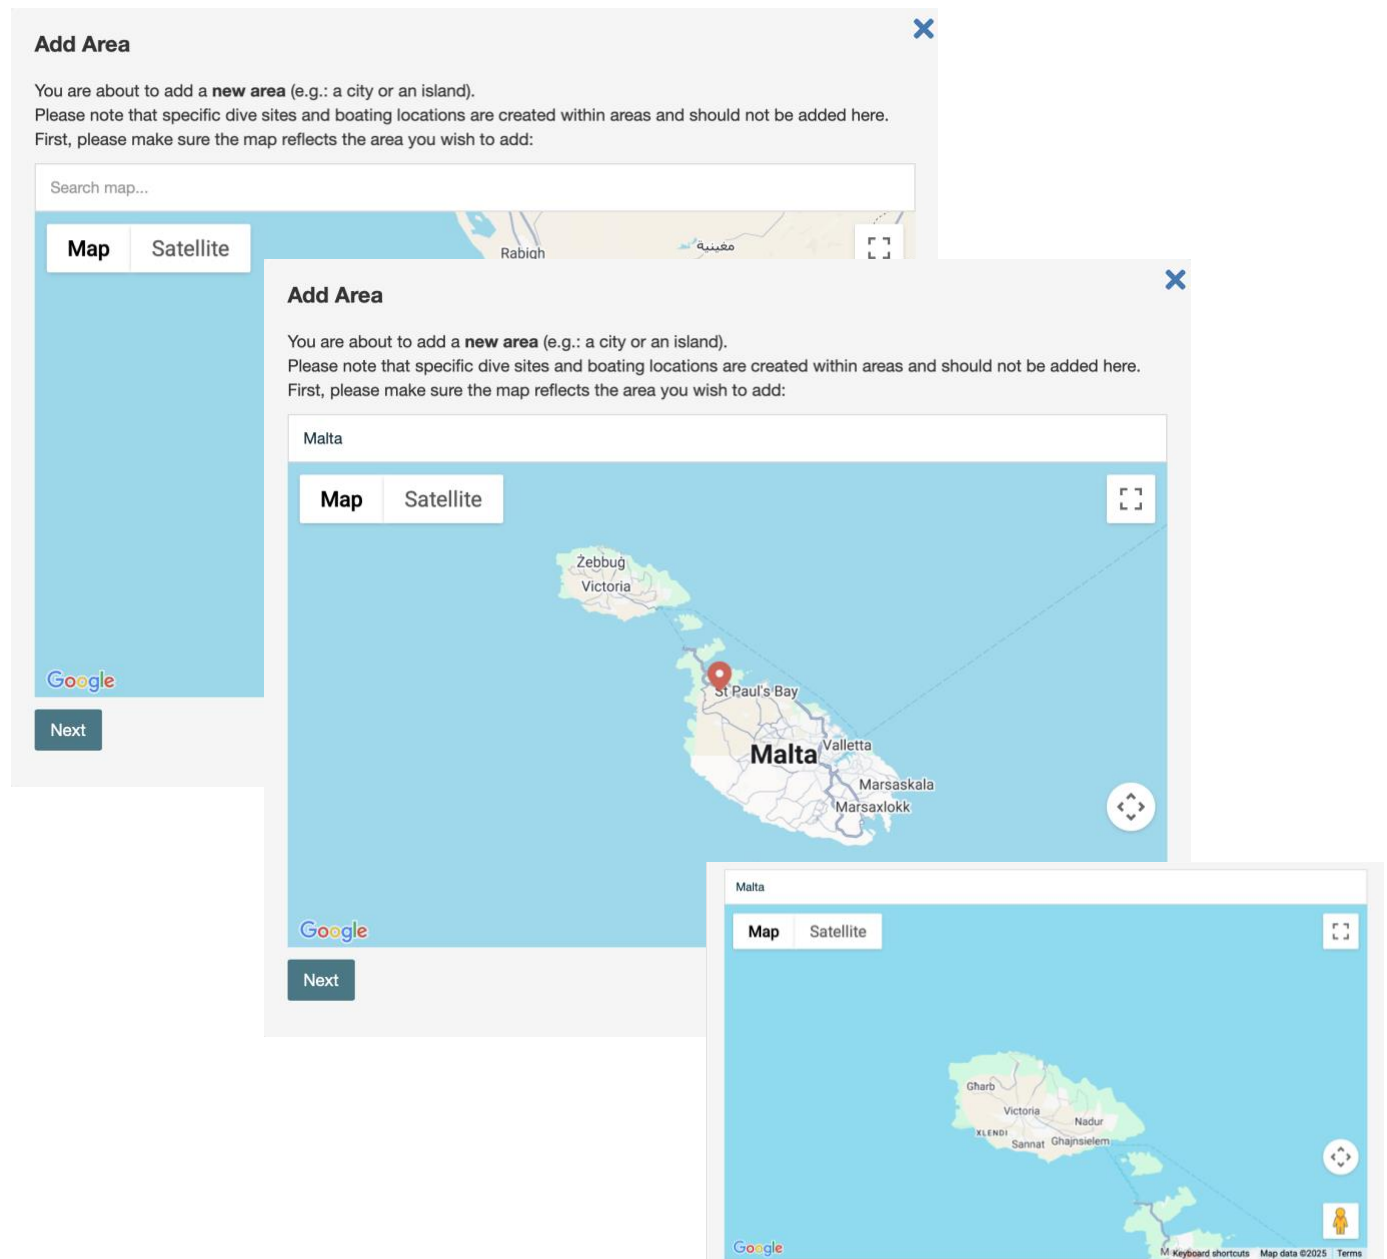 Add Area
You are about to add a new area (e.g.: a city or an island).
Please note that specific dive sites and boating locations are created within areas and should not be added here.
First, please make sure the map reflects the area you wish to add:
Search map...
Map Satellite
Rabigh
مغينية
Google
Next
Add Area
You are about to add a new area (e.g.: a city or an island).
Please note that specific dive sites and boating locations are created within areas and should not be added here.
First, please make sure the map reflects the area you wish to add:
Malta
Map Satellite
Żebbuġ
Victoria
St Paul's Bay
Malta
Valletta
Marsaskala
Marsaxlokk
Google
Next
Malta
Map Satellite
Għarb
Victoria
Nadur
XLENDI
Sannat Għajnsielem
Google
Keyboard shortcuts Map data ©2025 Terms